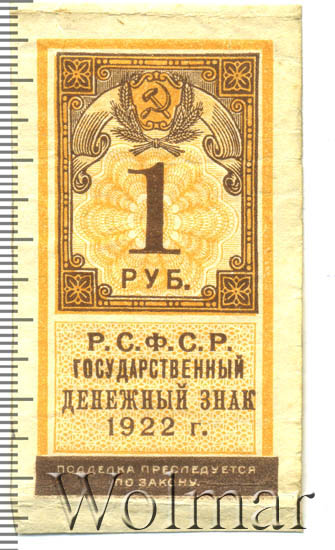 1
РУБ.
Р.С.Ф.С.Р.
ГОСУДАРСТВЕННЫЙ
ДЕНЕЖНЫЙ ЗНАК
1922 г.
ПОДДЕЛКА ПРЕСЛЕДУЕТСЯ
ПО ЗАКОНУ.
Wolmar